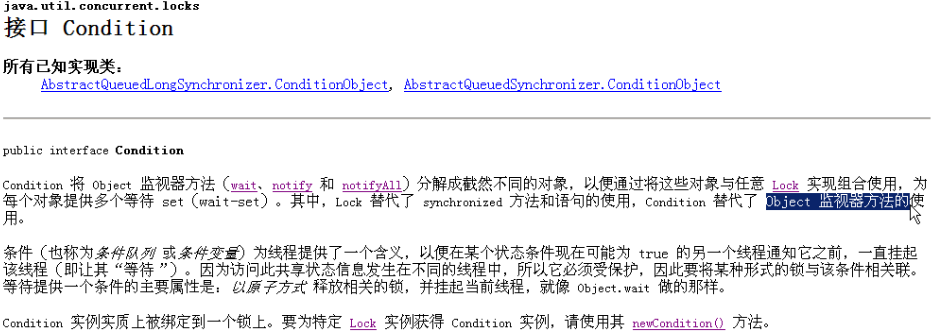 java.util.concurrent.locks
接口 Condition
所有已知实现类：
AbstractQueuedLongSynchronizer.ConditionObject, AbstractQueuedSynchronizer.ConditionObject
public interface Condition
Condition 将 Object 监视器方法（wait、notify 和 notifyAll）分解成截然不同的对象，以便通过将这些对象与任意 Lock 实现组合使用，为
每个对象提供多个等待 set（wait-set）。其中，Lock 替代了 synchronized 方法和语句的使用，Condition 替代了 Object 监视器方法的使
用。
条件（也称为条件队列 或条件变量）为线程提供了一个含义，以便在某个状态条件现在可能为 true 的另一个线程通知它之前，一直挂起
该线程（即让其“等待”）。因为访问此共享状态信息发生在不同的线程中，所以它必须受保护，因此要将某种形式的锁与该条件相关联。
等待提供一个条件的主要属性是：以原子方式 释放相关的锁，并挂起当前线程，就像 Object.wait 做的那样。
Condition 实例实质上被绑定到一个锁上。要为特定 Lock 实例获得 Condition 实例，请使用其 newCondition() 方法。